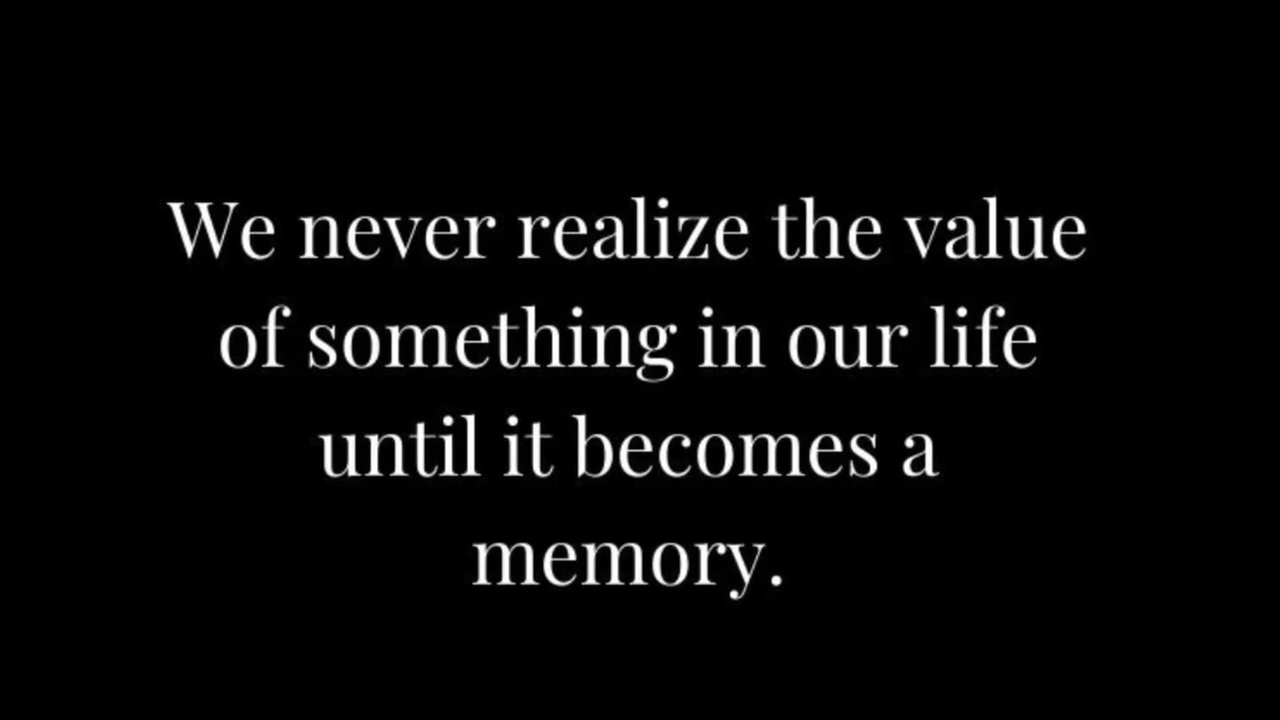 We never realize the value
of something in our life
until it becomes a
memory.